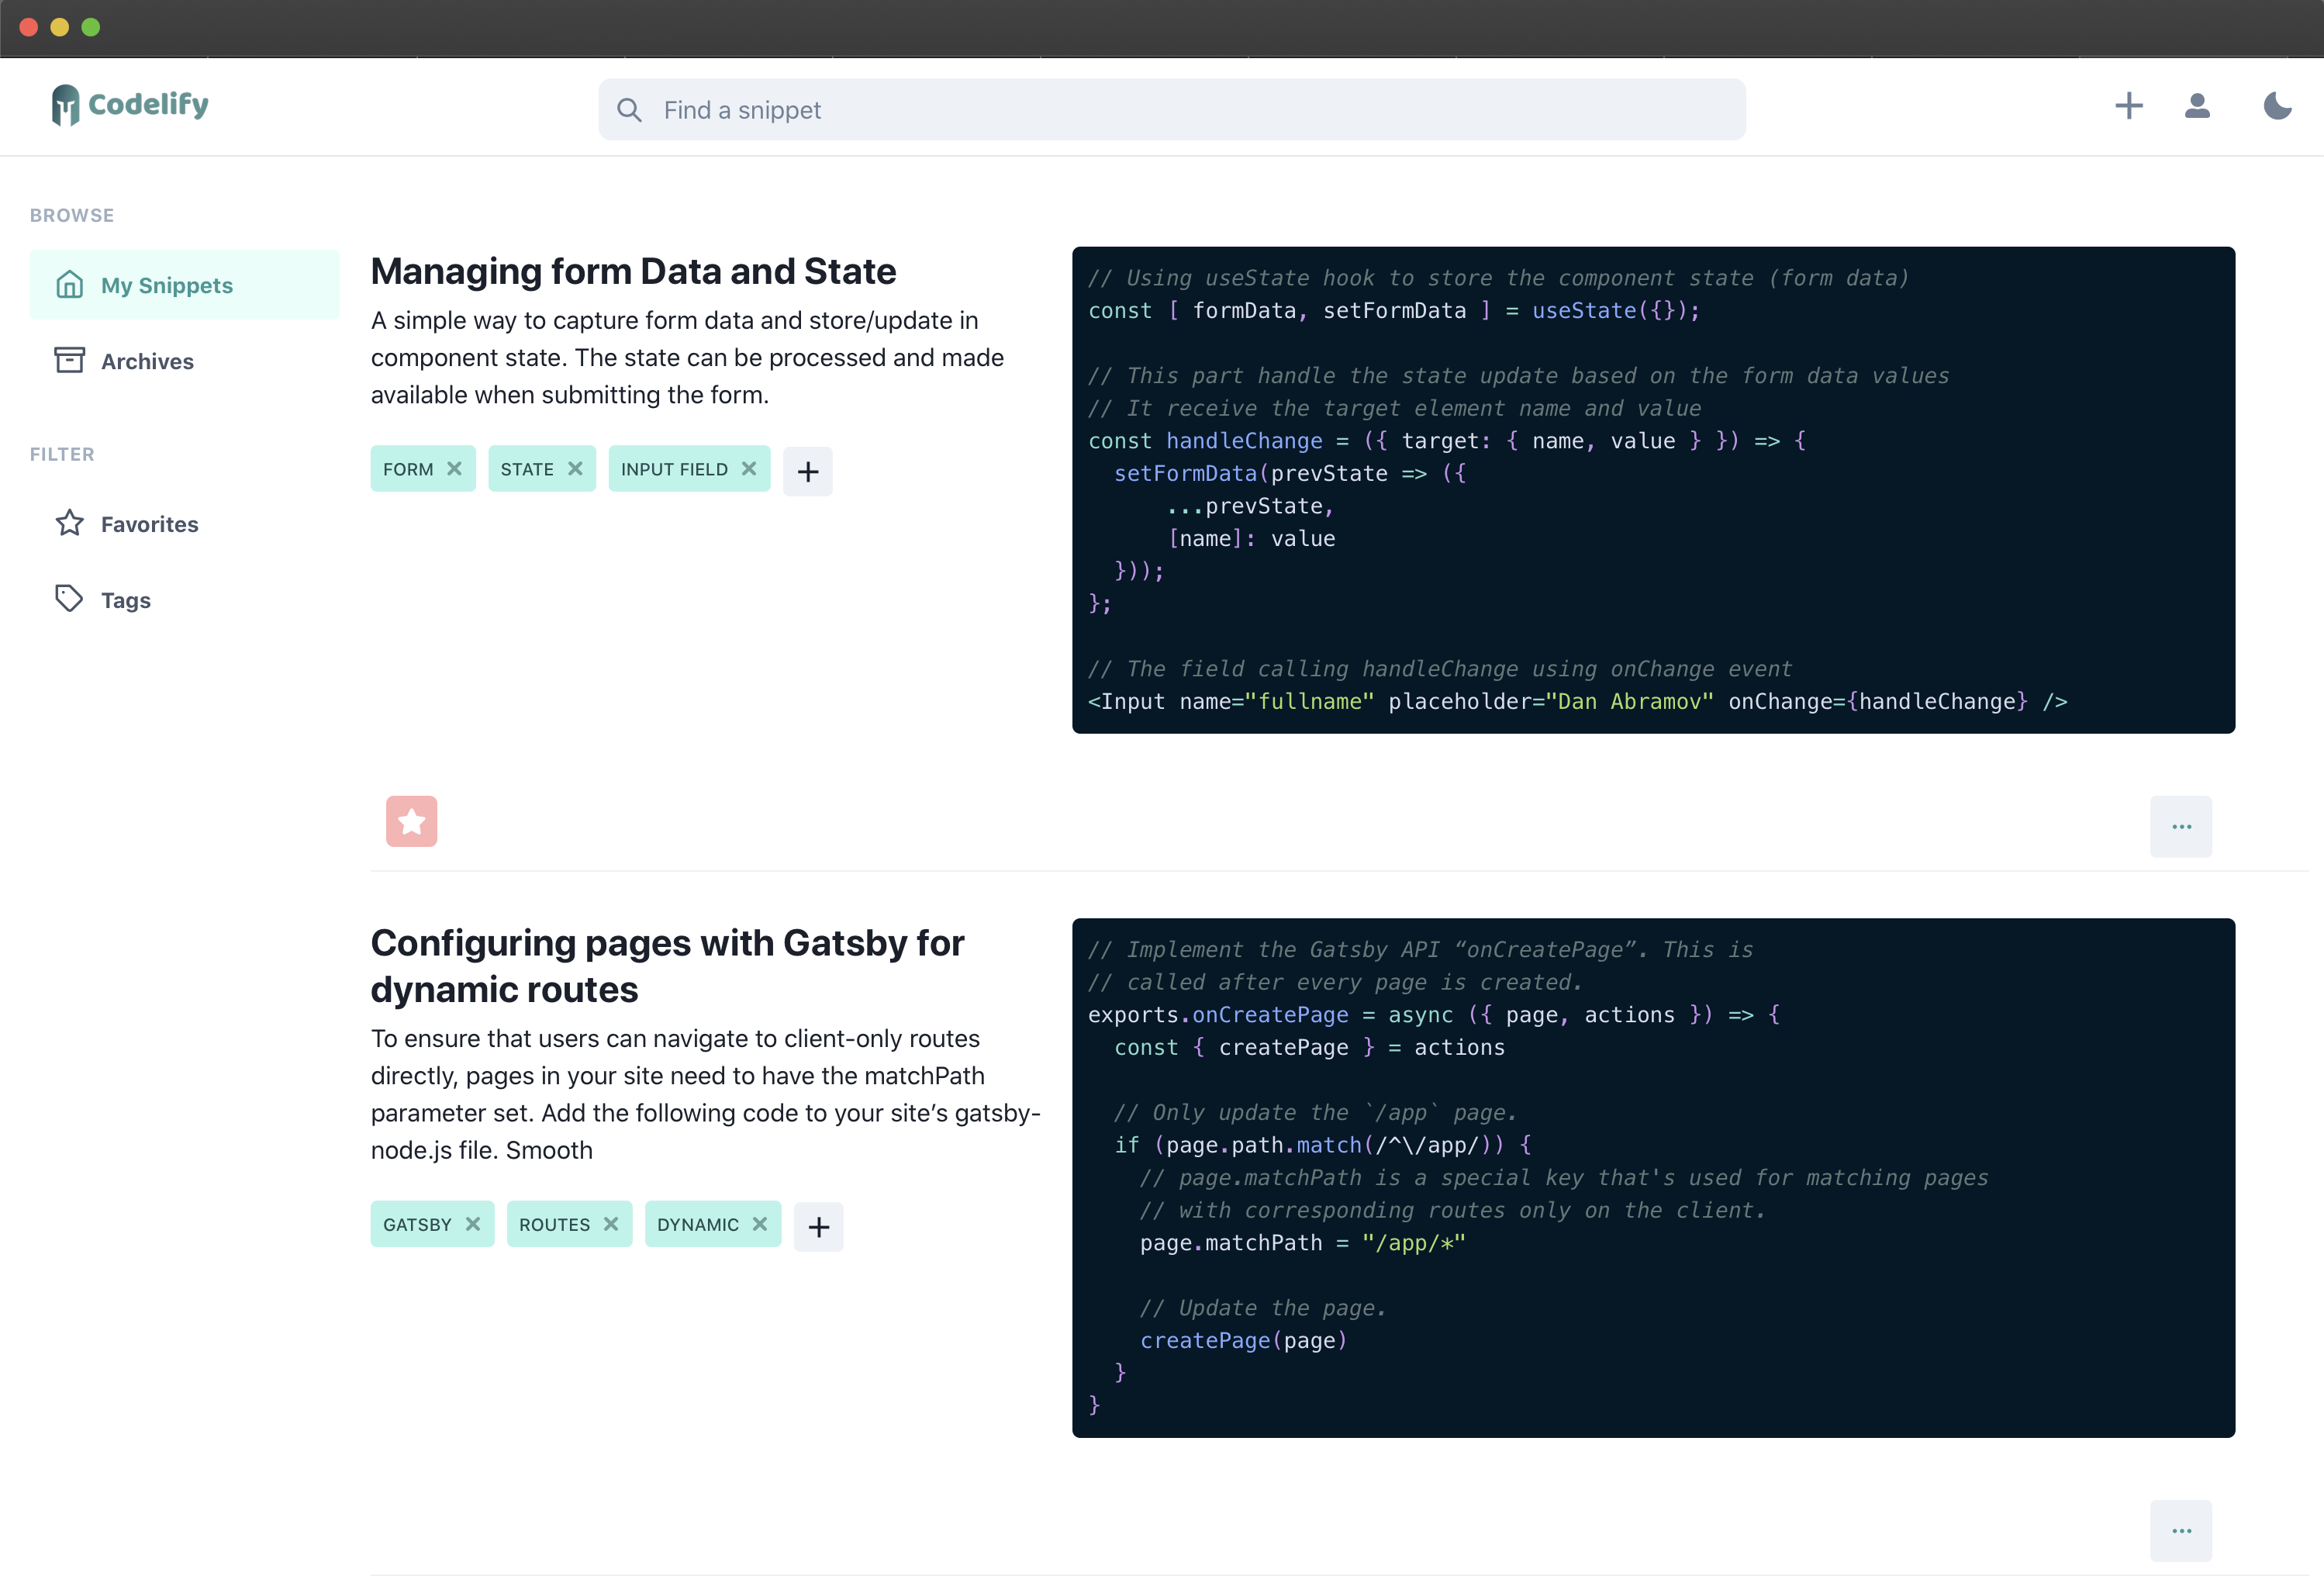 Codelify
Find a snippet
BROWSE
My Snippets
Archives
FILTER
Favorites
Tags
Managing form Data and State
A simple way to capture form data and store/update in
component state. The state can be processed and made
available when submitting the form.
FORM
STATE
INPUT FIELD
// Using useState hook to store the component state (form data)
const [ formData, setFormData ] = useState({});
// This part handle the state update based on the form data values
// It receive the target element name and value
const handleChange = ({ target: { name, value } }) => {
  setFormData(prevState => ({
      ...prevState,
      [name]: value
  }));
};
// The field calling handleChange using onChange event
<Input name="fullname" placeholder="Dan Abramov" onChange={handleChange} />
...
Configuring pages with Gatsby for
dynamic routes
To ensure that users can navigate to client-only routes
directly, pages in your site need to have the matchPath
parameter set. Add the following code to your site’s gatsby-
node.js file. Smooth
GATSBY
ROUTES
DYNAMIC
// Implement the Gatsby API “onCreatePage”. This is
// called after every page is created.
exports.onCreatePage = async ({ page, actions }) => {
  const { createPage } = actions
  // Only update the `/app` page.
  if (page.path.match(/^\/app/)) {
    // page.matchPath is a special key that's used for matching pages
    // with corresponding routes only on the client.
    page.matchPath = "/app/*"
    // Update the page.
    createPage(page)
  }
}
...